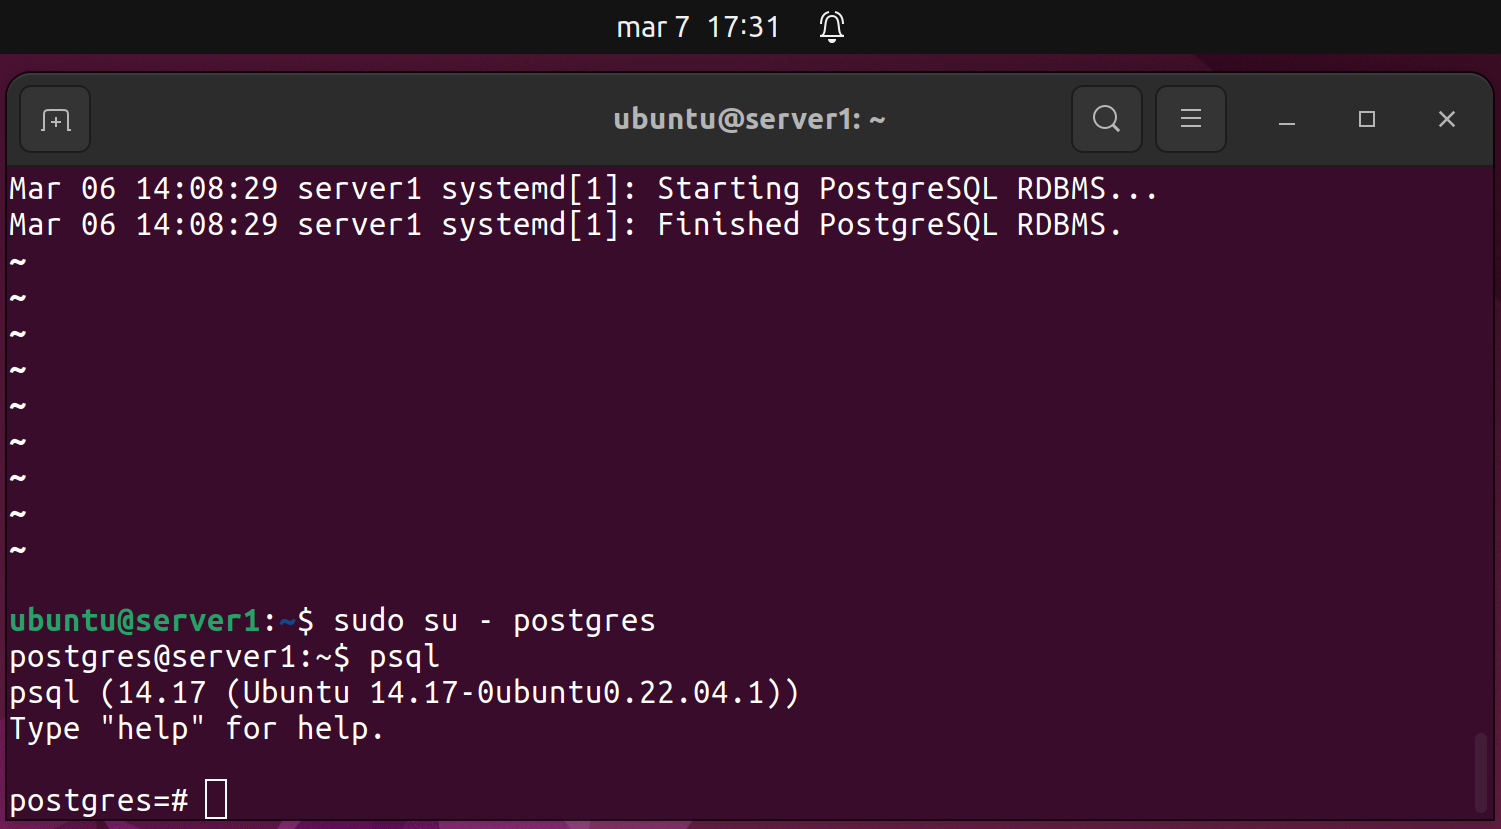 mar 7 17:31
ubuntu@server1: ~
Mar 06 14:08:29 server1 systemd[1]: Starting PostgreSQL RDBMS...
Mar 06 14:08:29 server1 systemd[1]: Finished PostgreSQL RDBMS.
~
~
~
~
~
~
~
~
~
ubuntu@server1:~$ sudo su - postgres
postgres@server1:~$ psql
psql (14.17 (Ubuntu 14.17-0ubuntu0.22.04.1))
Type "help" for help.
postgres=#